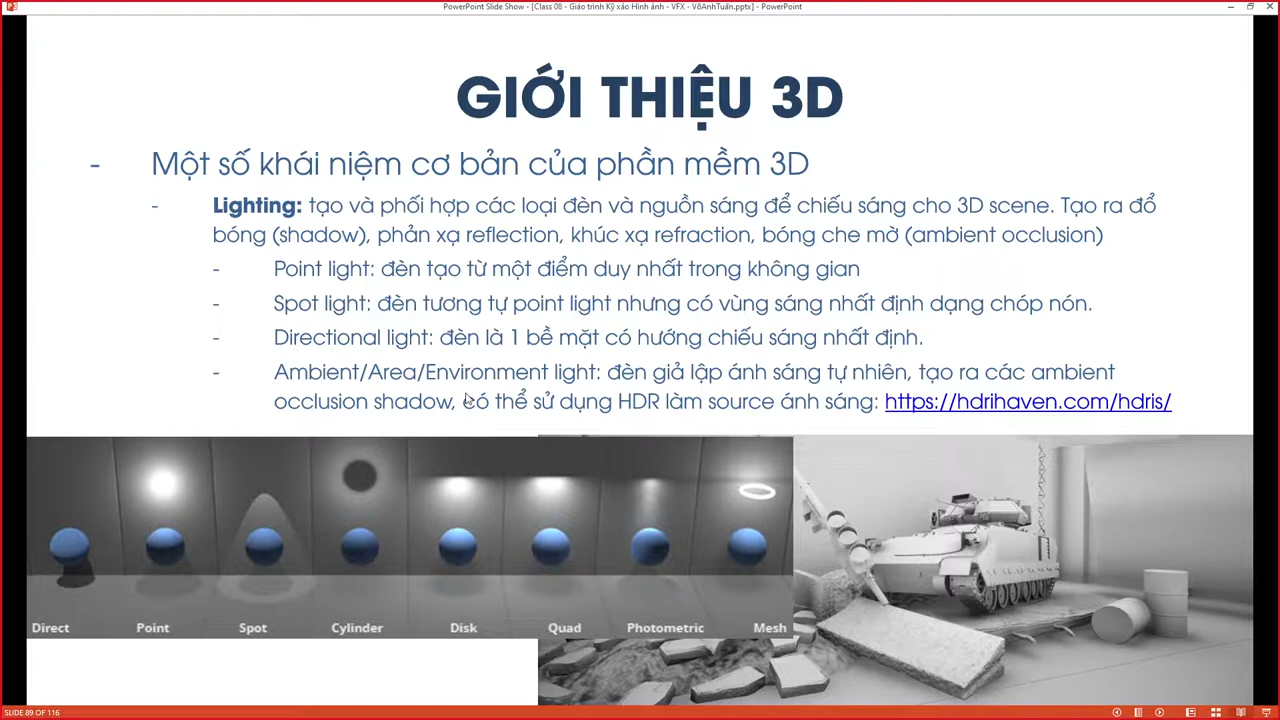 PowerPoint Slide Show - [Class 08 - Giáo trình Kỹ xảo Hình ảnh - VFX - VõAnhTuấn.pptx] - PowerPoint
GIỚI THIỆU 3D
- Một số khái niệm cơ bản của phần mềm 3D
- Lighting: tạo và phối hợp các loại đèn và nguồn sáng để chiếu sáng cho 3D scene. Tạo ra đổ
bóng (shadow), phản xạ reflection, khúc xạ refraction, bóng che mờ (ambient occlusion)
- Point light: đèn tạo từ một điểm duy nhất trong không gian
- Spot light: đèn tương tự point light nhưng có vùng sáng nhất định dạng chóp nón.
- Directional light: đèn là 1 bề mặt có hướng chiếu sáng nhất định.
- Ambient/Area/Environment light: đèn giả lập ánh sáng tự nhiên, tạo ra các ambient
occlusion shadow, có thể sử dụng HDR làm source ánh sáng: https://hdrihaven.com/hdris/
Direct Point Spot Cylinder Disk Quad Photometric Mesh
SLIDE 89 OF 116